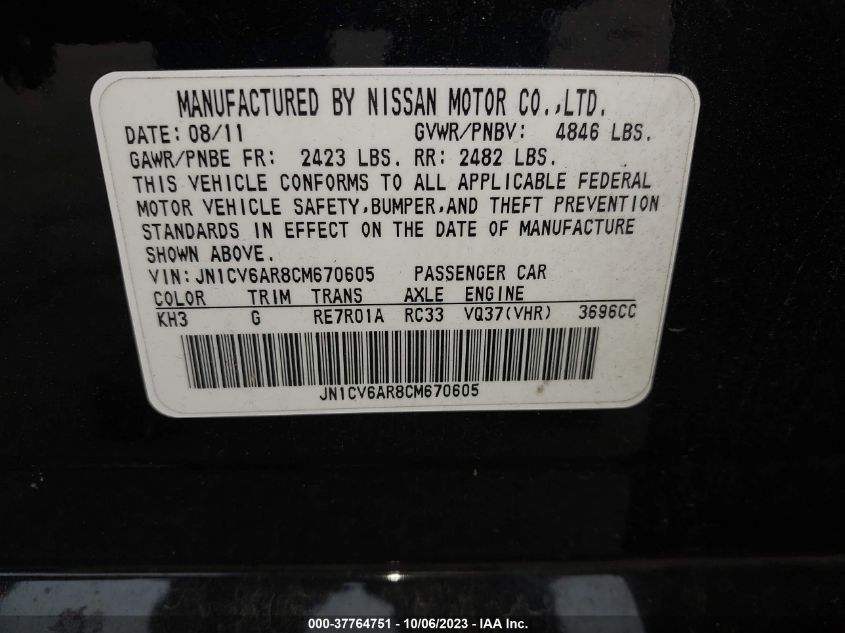 MANUFACTURED BY NISSAN MOTOR CO.,LTD.
DATE: 08/11 GVWR/PNBV: 4846 LBS.
GAWR/PNBE FR: 2423 LBS. RR: 2482 LBS.
THIS VEHICLE CONFORMS TO ALL APPLICABLE FEDERAL
MOTOR VEHICLE SAFETY,BUMPER,AND THEFT PREVENTION
STANDARDS IN EFFECT ON THE DATE OF MANUFACTURE
SHOWN ABOVE.
VIN: JN1CV6AR8CM670605 PASSENGER CAR
COLOR TRIM TRANS AXLE ENGINE
KH3 G RE7R01A RC33 VQ37(VHR) 3696CC
JN1CV6AR8CM670605
000-37764751 - 10/06/2023 - IAA Inc.